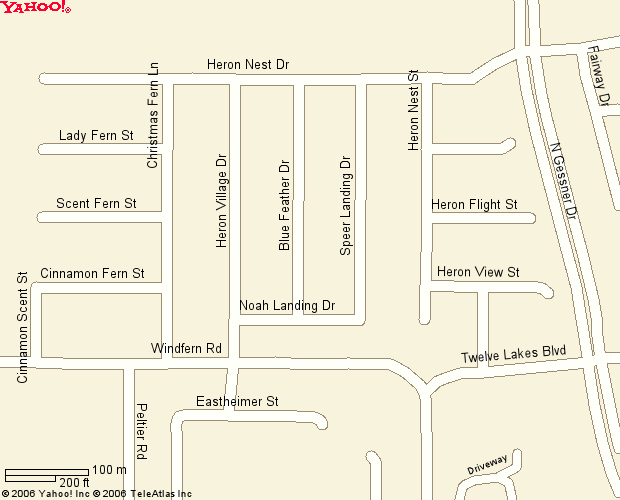 YAHOO!
Heron Nest Dr
Christmas Fern Ln
Heron Nest St
Fairway Dr
Lady Fern St
N Gessner Dr
Heron Village Dr
Blue Feather Dr
Speer Landing Dr
Scent Fern St
Heron Flight St
Cinnamon Fern St
Heron View St
Cinnamon Scent St
Noah Landing Dr
Windfern Rd
Twelve Lakes Blvd
Peltier Rd
Eastheimer St
Driveway
100 m
200 ft
© 2006 Yahoo! Inc © 2006 TeleAtlas Inc